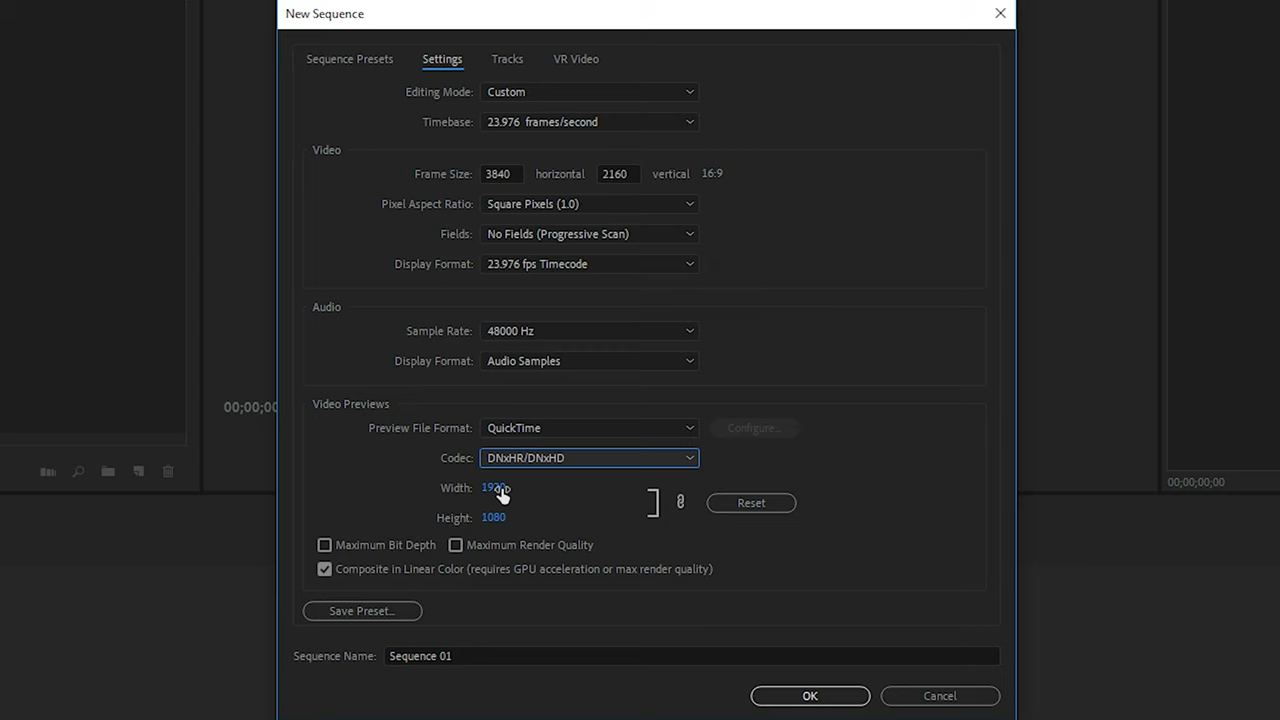 New Sequence
Sequence Presets Settings Tracks VR Video
Editing Mode: Custom
Timebase: 23.976 frames/second
Video
Frame Size: 3840 horizontal 2160 vertical 16:9
Pixel Aspect Ratio: Square Pixels (1.0)
Fields: No Fields (Progressive Scan)
Display Format: 23.976 fps Timecode
Audio
Sample Rate: 48000 Hz
Display Format: Audio Samples
00;00;00
Video Previews
Preview File Format: QuickTime Configure...
Codec: DNxHR/DNxHD
00;00;00;00
Width:
Reset
Height: 1080
Maximum Bit Depth Maximum Render Quality
Composite in Linear Color (requires GPU acceleration or max render quality)
Save Preset...
Sequence Name: Sequence 01
OK Cancel